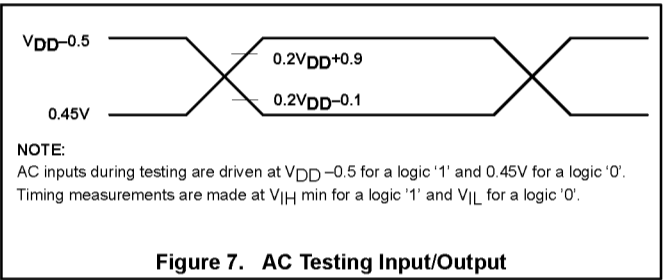 VDD–0.5
0.2VDD+0.9
0.2VDD–0.1
0.45V
NOTE:
AC inputs during testing are driven at VDD –0.5 for a logic '1' and 0.45V for a logic '0'.
Timing measurements are made at VIH min for a logic '1' and VIL for a logic '0'.
Figure 7. AC Testing Input/Output